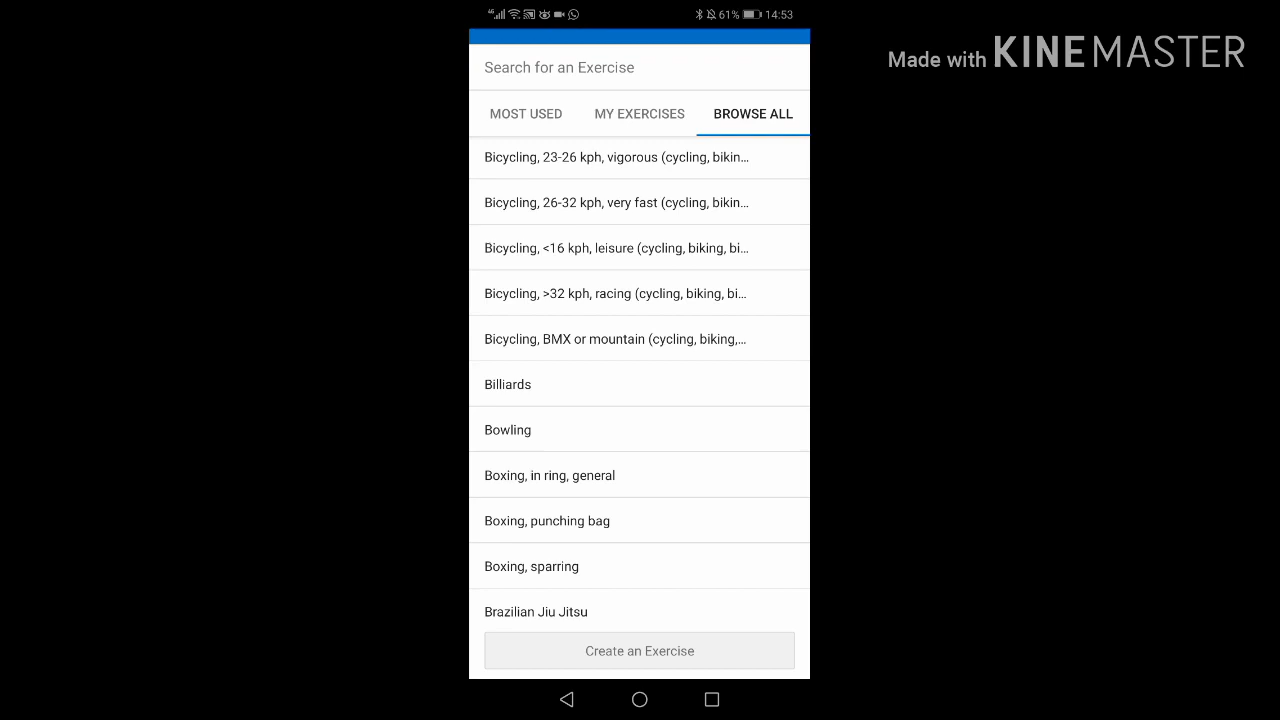 4G 61% 14:53
Made with KINEMASTER
Search for an Exercise
MOST USED MY EXERCISES BROWSE ALL
Bicycling, 23-26 kph, vigorous (cycling, bikin...
Bicycling, 26-32 kph, very fast (cycling, bikin...
Bicycling, <16 kph, leisure (cycling, biking, bi...
Bicycling, >32 kph, racing (cycling, biking, bi...
Bicycling, BMX or mountain (cycling, biking,...
Billiards
Bowling
Boxing, in ring, general
Boxing, punching bag
Boxing, sparring
Brazilian Jiu Jitsu
Create an Exercise